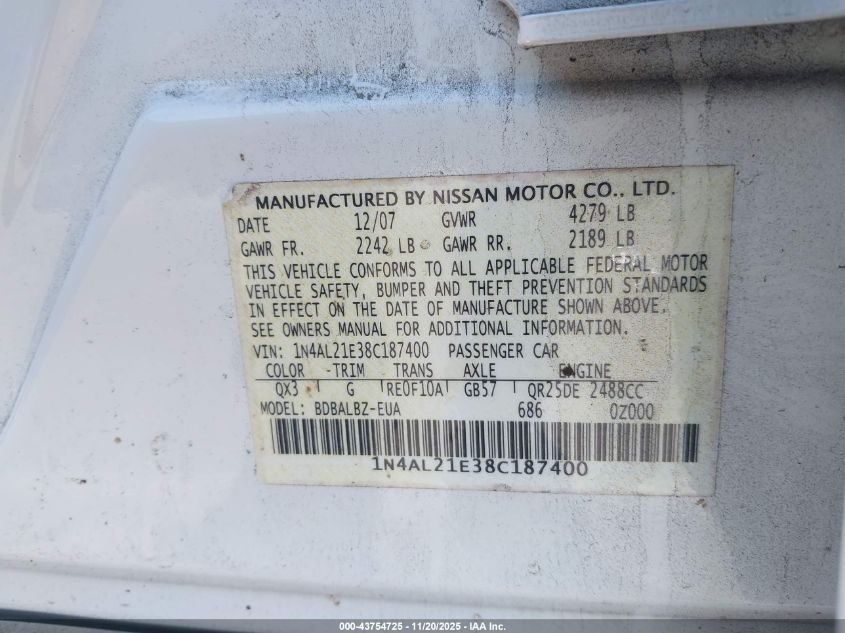 MANUFACTURED BY NISSAN MOTOR CO., LTD.
DATE 12/07 GVWR 4279 LB
GAWR FR. 2242 LB GAWR RR. 2189 LB
THIS VEHICLE CONFORMS TO ALL APPLICABLE FEDERAL MOTOR
VEHICLE SAFETY, BUMPER AND THEFT PREVENTION STANDARDS
IN EFFECT ON THE DATE OF MANUFACTURE SHOWN ABOVE.
SEE OWNERS MANUAL FOR ADDITIONAL INFORMATION.
VIN: 1N4AL21E38C187400 PASSENGER CAR
COLOR TRIM TRANS AXLE ENGINE
QX3 G RE0F10A GB57 QR25DE 2488CC
MODEL: BDBALBZ-EUA 686 0Z000
1N4AL21E38C187400
000-43754725 - 11/20/2025 - IAA Inc.